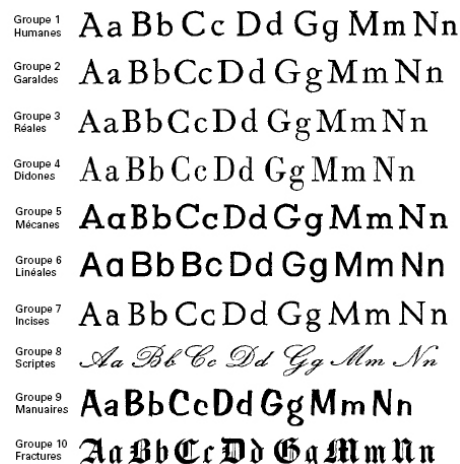 Groupe 1
Humanes
Aa Bb Cc Dd Gg Mm Nn
Groupe 2
Garaldes
Aa Bb Cc Dd Gg Mm Nn
Groupe 3
Réales
Aa Bb Cc Dd Gg Mm Nn
Groupe 4
Didones
Aa Bb Cc Dd Gg Mm Nn
Groupe 5
Mécanes
Aa Bb Cc Dd Gg Mm Nn
Groupe 6
Linéales
Aa Bb Bc Dd Gg Mm Nn
Groupe 7
Incises
Aa Bb Cc Dd Gg Mm Nn
Groupe 8
Scriptes
Aa Bb Cc Dd Gg Mm Nn
Groupe 9
Manuaires
Aa Bb Cc Dd Gg Mm Nn
Groupe 10
Fractures
Aa Bb Cc Dd Gg Mm Nn